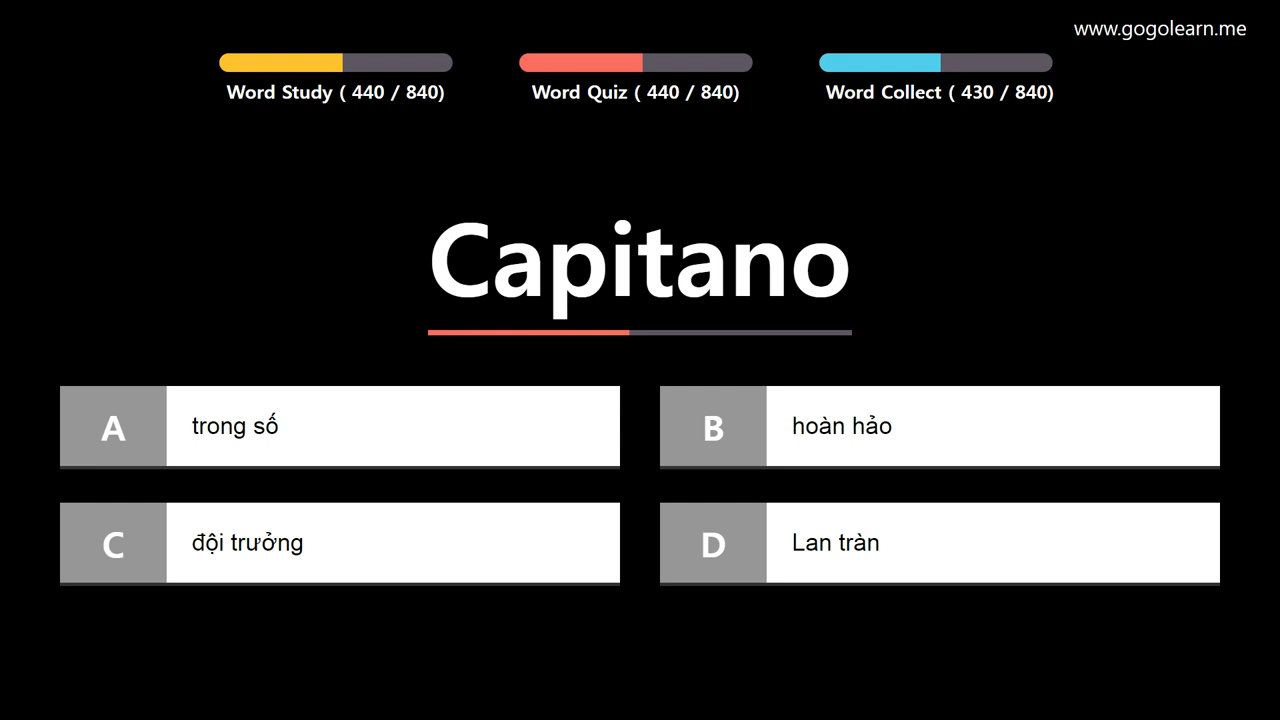 www.gogolearn.me
Word Study ( 440 / 840)
Word Quiz ( 440 / 840)
Word Collect ( 430 / 840)
Capitano
A
trong số
B
hoàn hảo
C
đội trưởng
D
Lan tràn